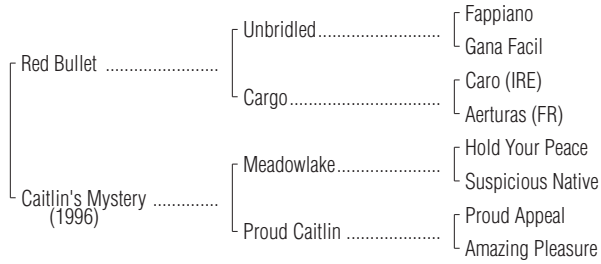 Fappiano
Unbridled
Gana Facil
Red Bullet
Caro (IRE)
Cargo
Aerturas (FR)
Hold Your Peace
Meadowlake
Suspicious Native
Caitlin's Mystery
(1996)
Proud Appeal
Proud Caitlin
Amazing Pleasure